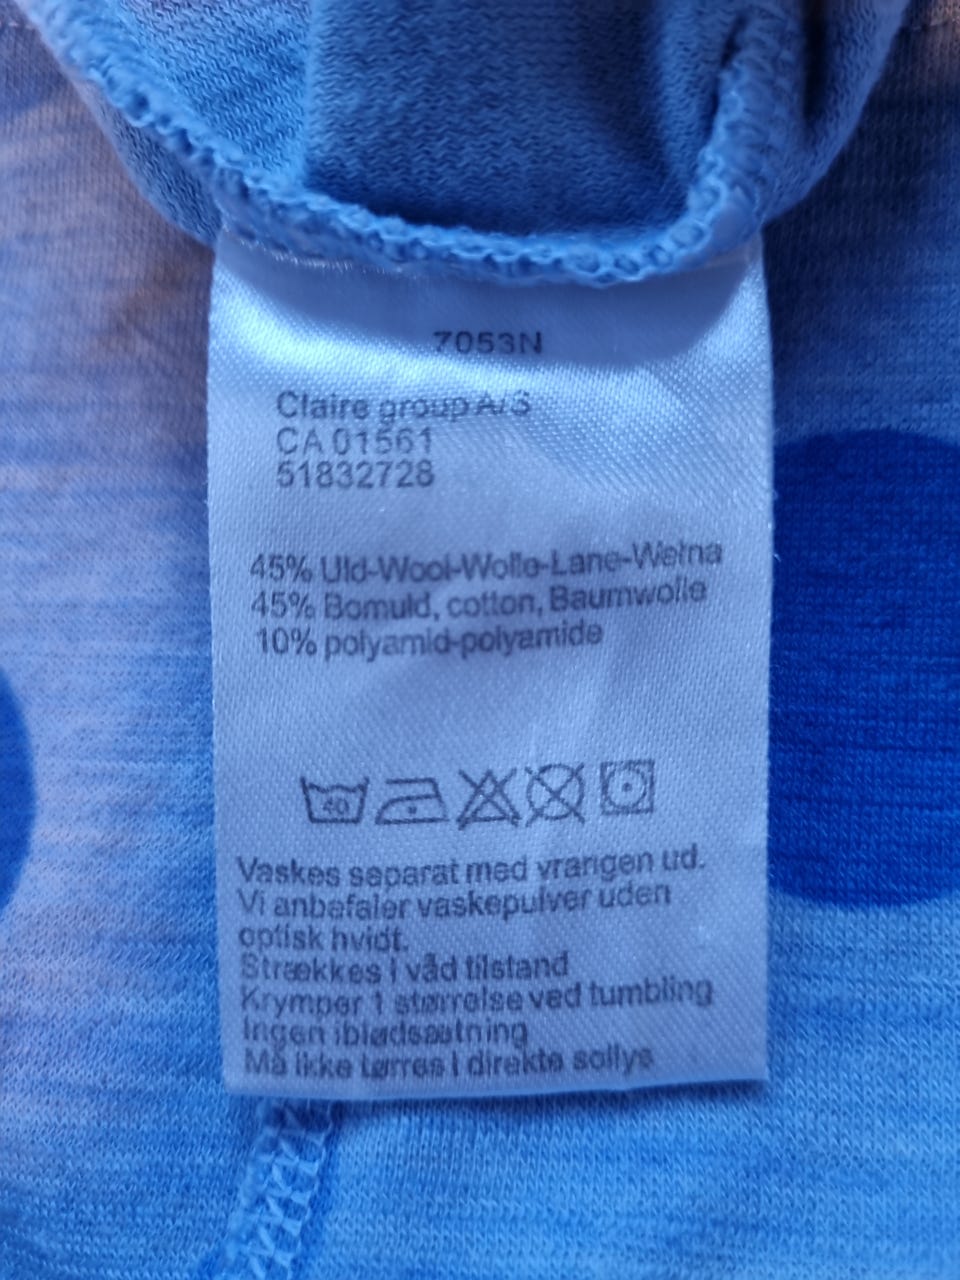 7053N
Claire group A/S
CA 01561
51832728
45% Uld-Wool-Wolle-Lane-Wełna
45% Bomuld, cotton, Baumwolle
10% polyamid-polyamide
40
Vaskes separat med vrangen ud.
Vi anbefaler vaskepulver uden
optisk hvidt.
Strækkes i våd tilstand
Krymper 1 størrelse ved tumbling
Ingen iblødsætning
Må ikke tørres i direkte sollys